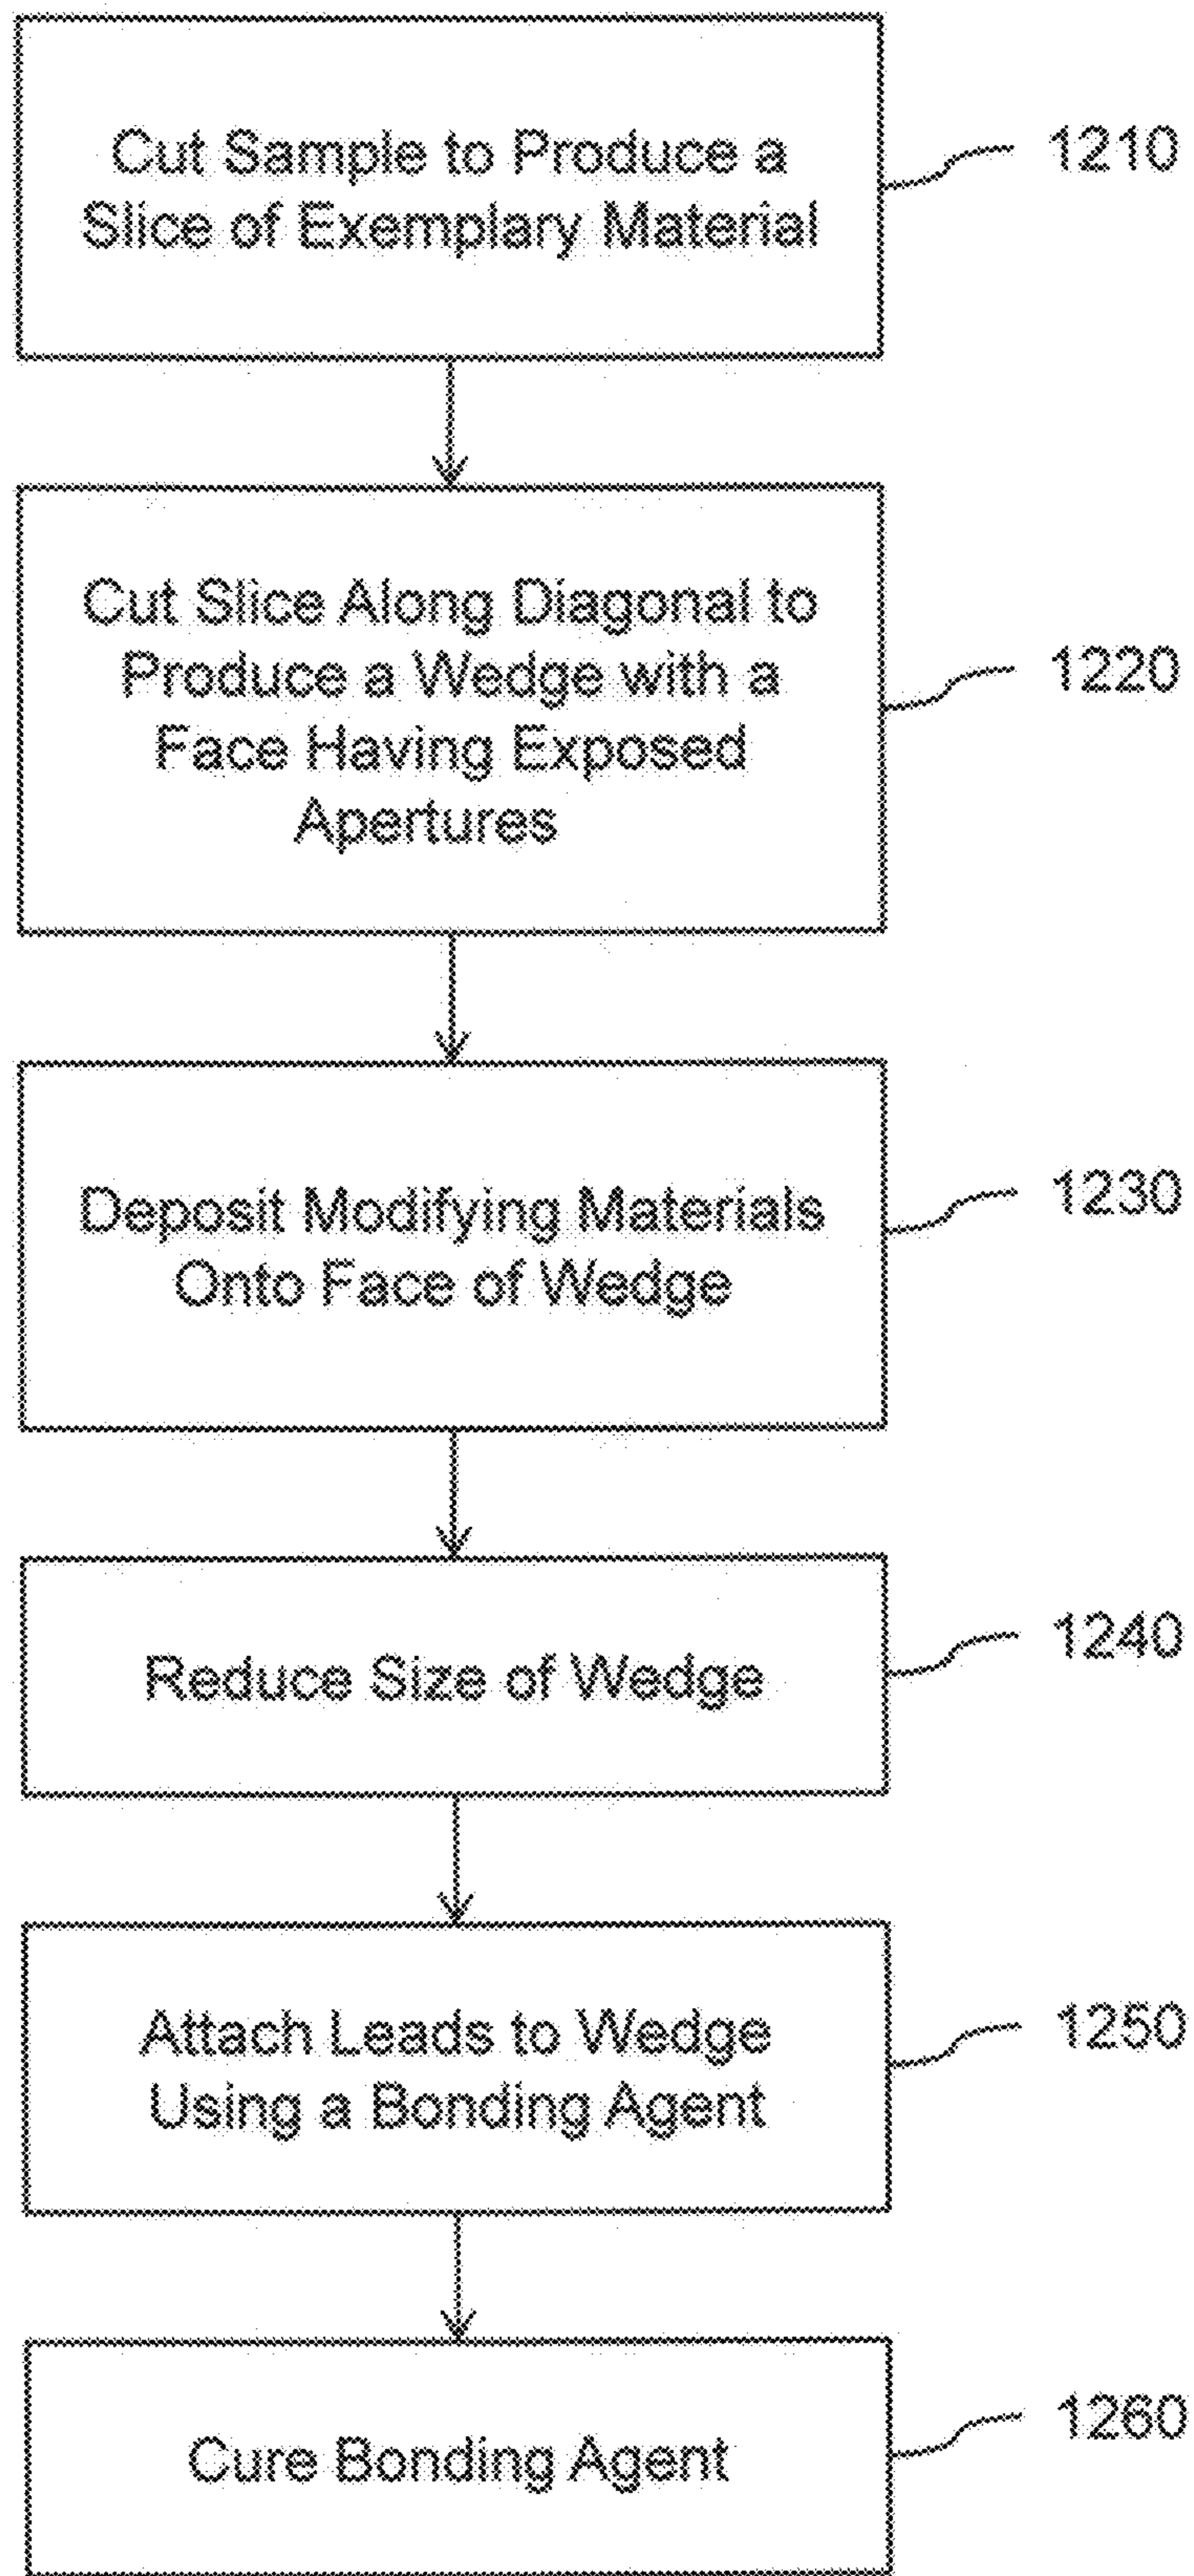 Cut Sample to Produce a
Slice of Exemplary Material
1210
Cut Slice Along Diagonal to
Produce a Wedge with a
Face Having Exposed
Apertures
1220
Deposit Modifying Materials
Onto Face of Wedge
1230
Reduce Size of Wedge
1240
Attach Leads to Wedge
Using a Bonding Agent
1250
Cure Bonding Agent
1260